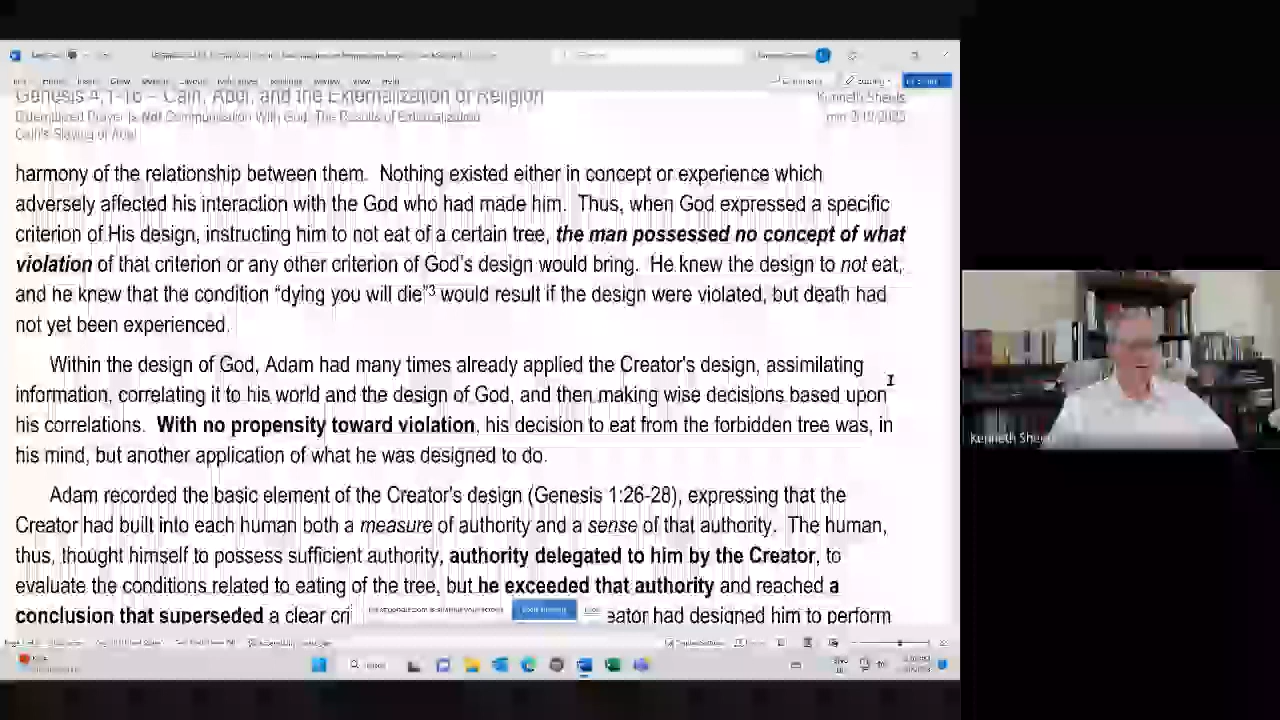 Genesis 4:1-16 – Cain, Abel, and the Externalization of Religion
Kenneth Sheets
Externalized Prayer is Not Communication With God; The Results of Externalized
Cain's Slaying of Abel
harmony of the relationship between them. Nothing existed either in concept or experience which
adversely affected his interaction with the God who had made him. Thus, when God expressed a specific
criterion of His design, instructing him to not eat of a certain tree, the man possessed no concept of what
violation of that criterion or any other criterion of God's design would bring. He knew the design to not eat,
and he knew that the condition “dying you will die”3 would result if the design were violated, but death had
not yet been experienced.
Within the design of God, Adam had many times already applied the Creator's design, assimilating
information, correlating it to his world and the design of God, and then making wise decisions based upon
his correlations. With no propensity toward violation, his decision to eat from the forbidden tree was, in
his mind, but another application of what he was designed to do.
Adam recorded the basic element of the Creator's design (Genesis 1:26-28), expressing that the
Creator had built into each human both a measure of authority and a sense of that authority. The human,
thus, thought himself to possess sufficient authority, authority delegated to him by the Creator, to
evaluate the conditions related to eating of the tree, but he exceeded that authority and reached a
conclusion that superseded a clear cri
eator had designed him to perform
Kenneth She